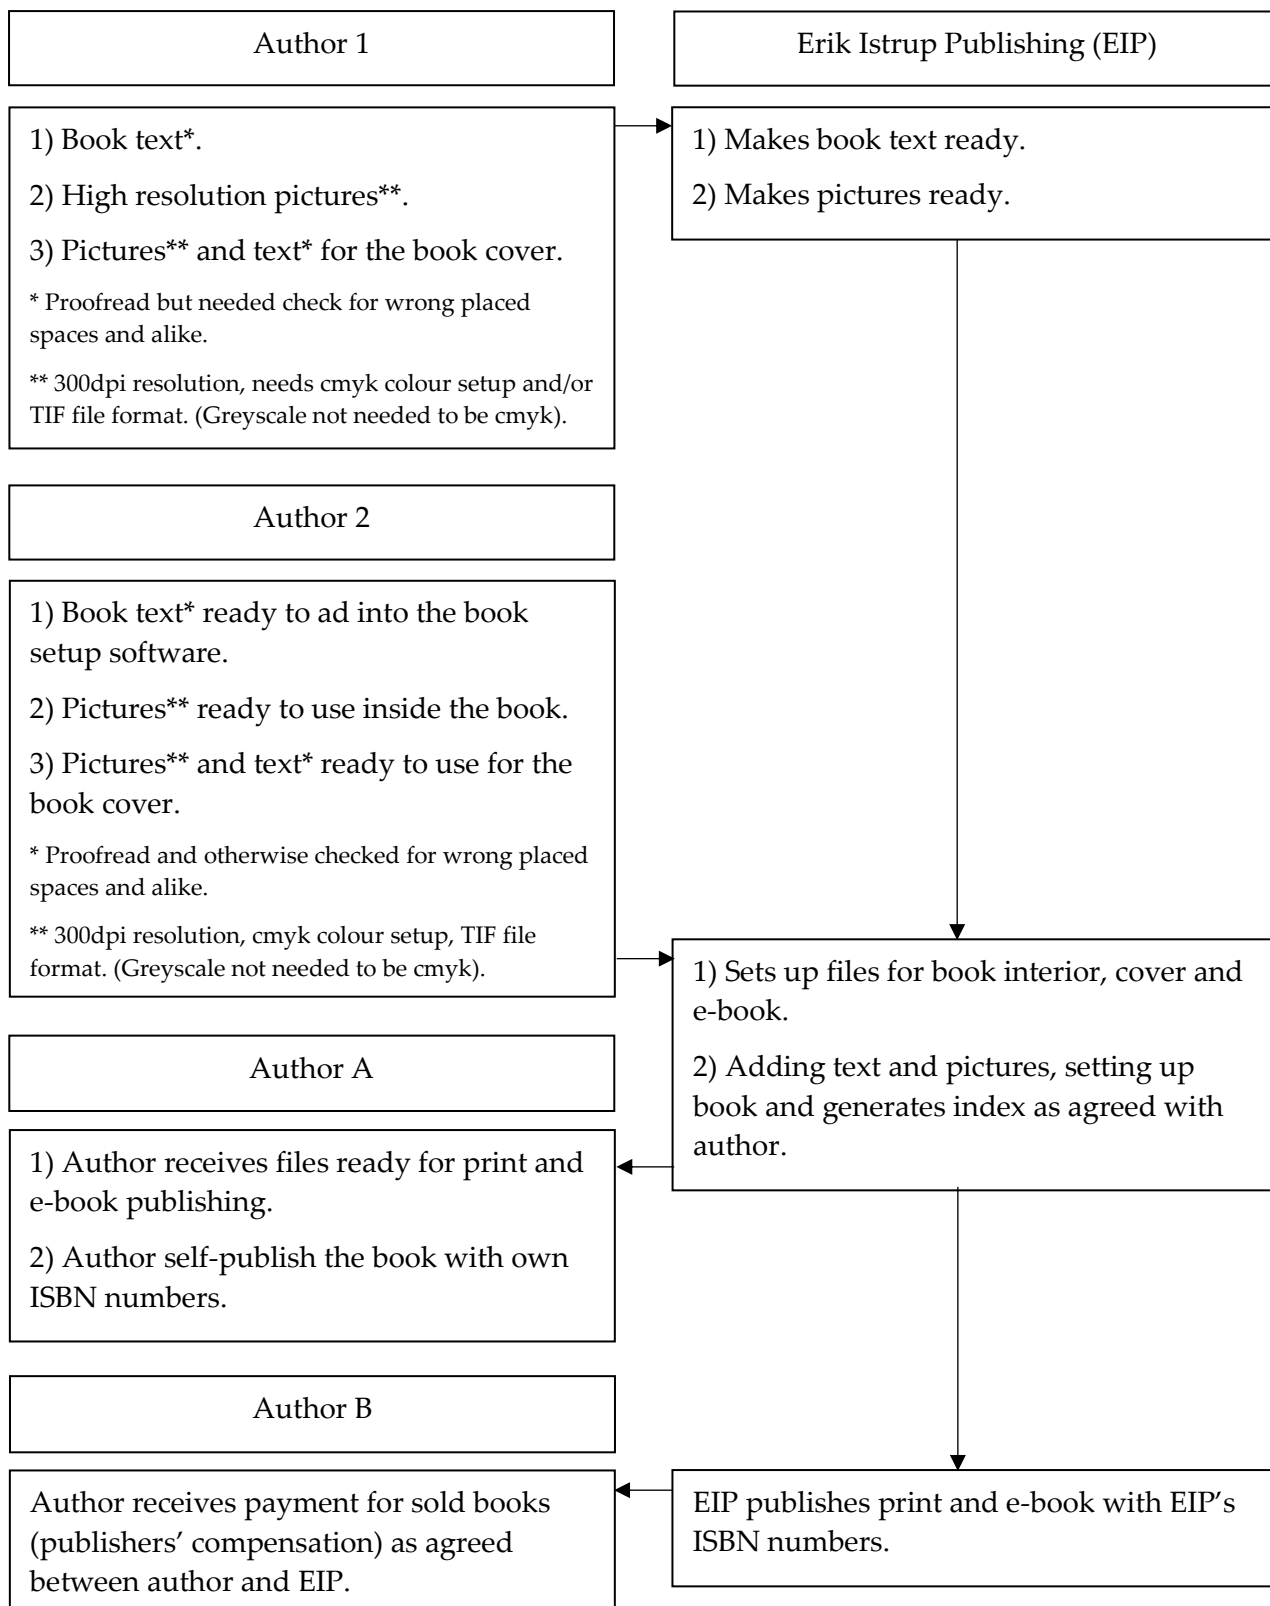 Author 1
Erik Istrup Publishing (EIP)
1) Book text*.
2) High resolution pictures**.
3) Pictures** and text* for the book cover.
* Proofread but needed check for wrong placed
spaces and alike.
** 300dpi resolution, needs cmyk colour setup and/or
TIF file format. (Greyscale not needed to be cmyk).
1) Makes book text ready.
2) Makes pictures ready.
Author 2
1) Book text* ready to ad into the book
setup software.
2) Pictures** ready to use inside the book.
3) Pictures** and text* ready to use for the
book cover.
* Proofread and otherwise checked for wrong placed
spaces and alike.
** 300dpi resolution, cmyk colour setup, TIF file
format. (Greyscale not needed to be cmyk).
1) Sets up files for book interior, cover and
e-book.
2) Adding text and pictures, setting up
book and generates index as agreed with
author.
Author A
1) Author receives files ready for print and
e-book publishing.
2) Author self-publish the book with own
ISBN numbers.
Author B
Author receives payment for sold books
(publishers’ compensation) as agreed
between author and EIP.
EIP publishes print and e-book with EIP’s
ISBN numbers.